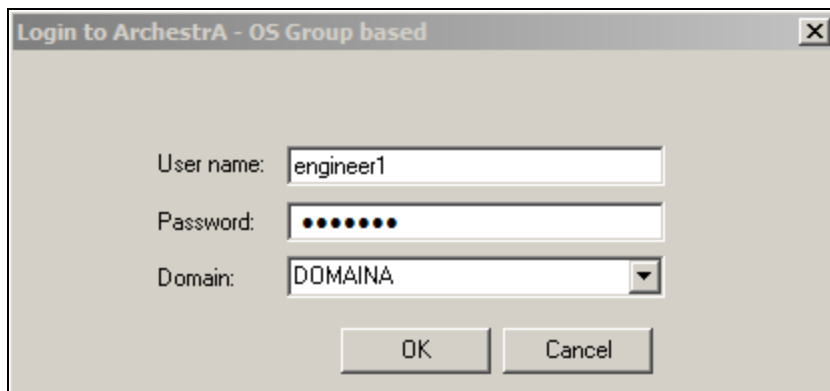 Login to ArchestrA - OS Group based
User name: engineer1
Password: ●●●●●●●
Domain: DOMAINA
OK Cancel